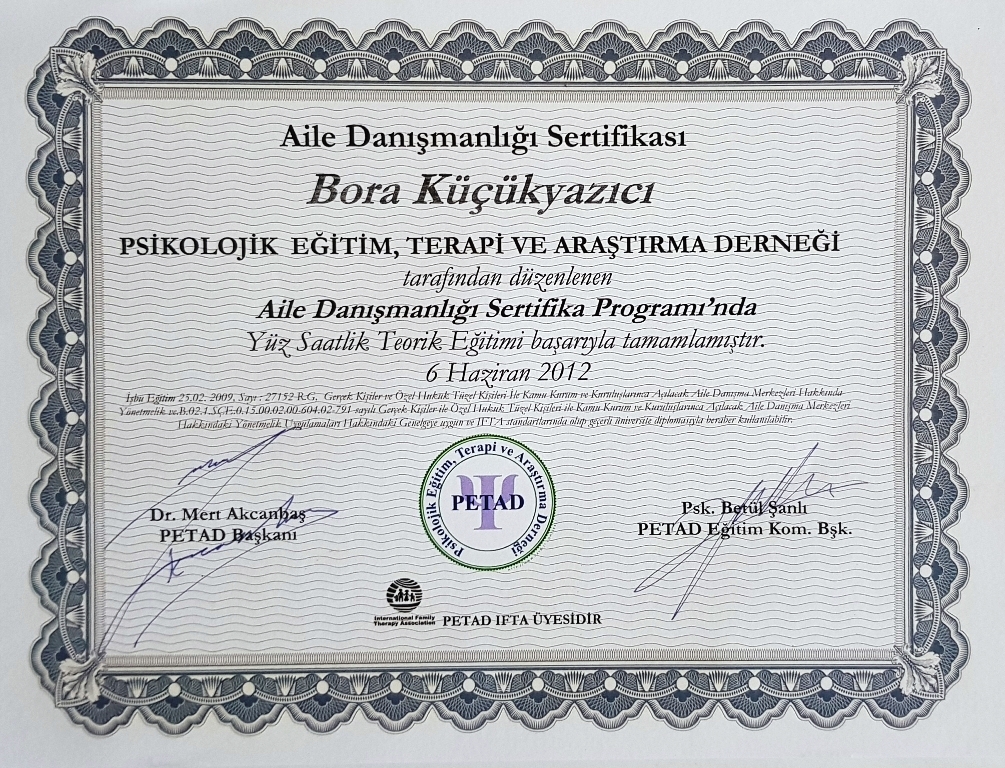 Aile Danışmanlığı Sertifikası
Bora Küçükyazıcı
PSİKOLOJİK EĞİTİM, TERAPİ VE ARAŞTIRMA DERNEĞİ
tarafından düzenlenen
Aile Danışmanlığı Sertifika Programı'nda
Yüz Saatlik Teorik Eğitimi başarıyla tamamlamıştır.
6 Haziran 2012
İşbu Eğitim 25.02. 2009, Sayı : 27152 R.G, Gerçek Kişiler ve Özel Hukuk Tüzel Kişileri İle Kamu Kurum ve Kuruluşlarınca Açılacak Aile Danışma Merkezleri Hakkında
Yönetmelik ve.B.02.1.SÇE.0.15.00.02.00-604.02-791 sayılı Gerçek Kişiler ile Özel Hukuk Tüzel Kişileri ile Kamu Kurum ve Kuruluşlarınca Açılacak Aile Danışma Merkezleri
Hakkındaki Yönetmelik Uygulamaları Hakkındaki Genelgeye uygun ve IFTA standartlarında olup geçerli üniversite diplomasıyla beraber kullanılabilir.
Psikolojik Eğitim, Terapi ve Araştırma Derneği
PETAD
Dr. Mert Akcanbaş
PETAD Başkanı
Psk. Betül Şanlı
PETAD Eğitim Kom. Bşk.
International Family
Therapy Association
PETAD IFTA ÜYESİDİR